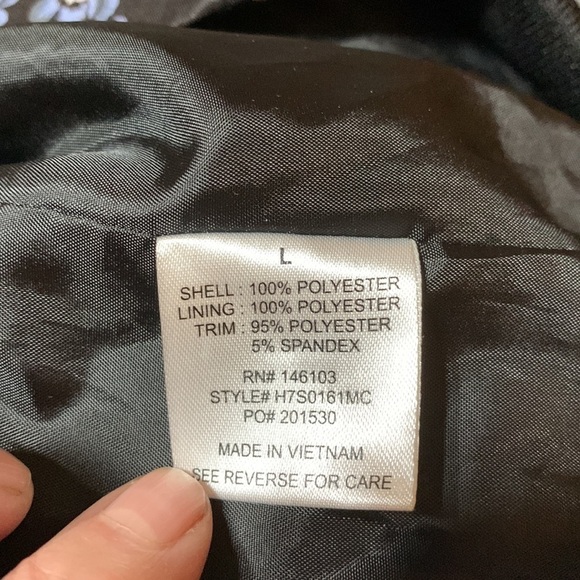 L
SHELL : 100% POLYESTER
LINING : 100% POLYESTER
TRIM : 95% POLYESTER
5% SPANDEX
RN# 146103
STYLE# H7S0161MC
PO# 201530
MADE IN VIETNAM
SEE REVERSE FOR CARE